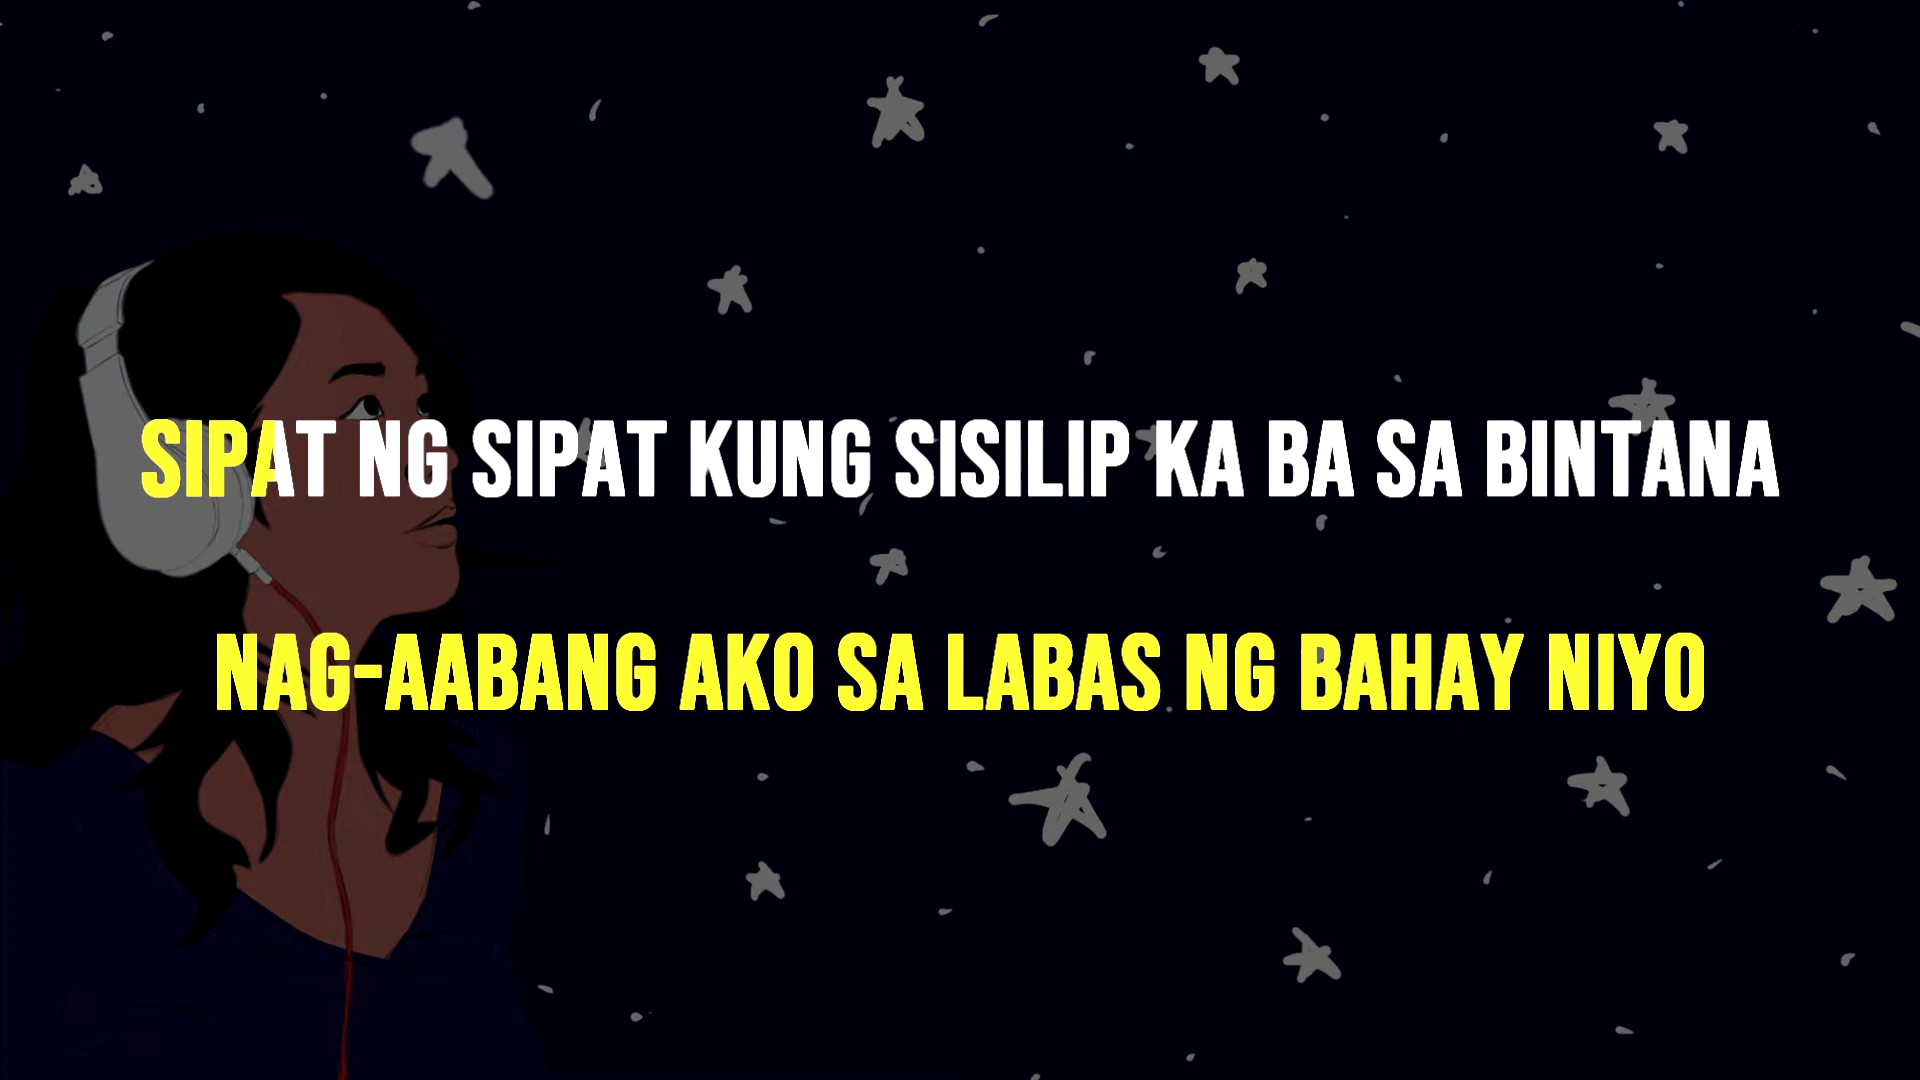 SIPAT NG SIPAT KUNG SISILIP KA BA SA BINTANA
NAG-AABANG AKO SA LABAS NG BAHAY NIYO